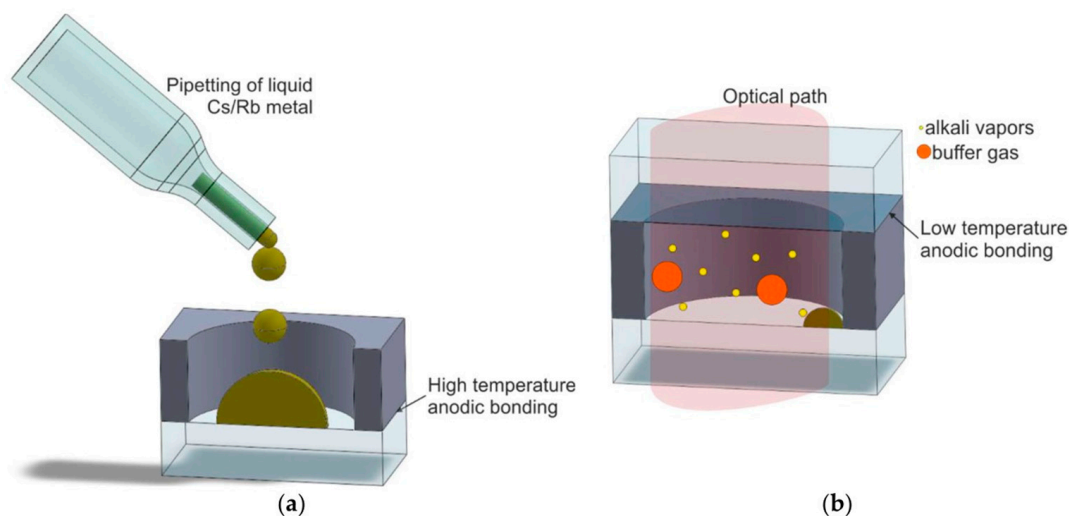 Pipetting of liquid
Cs/Rb metal
High temperature
anodic bonding
(a)
Optical path
alkali vapors
buffer gas
Low temperature
anodic bonding
(b)